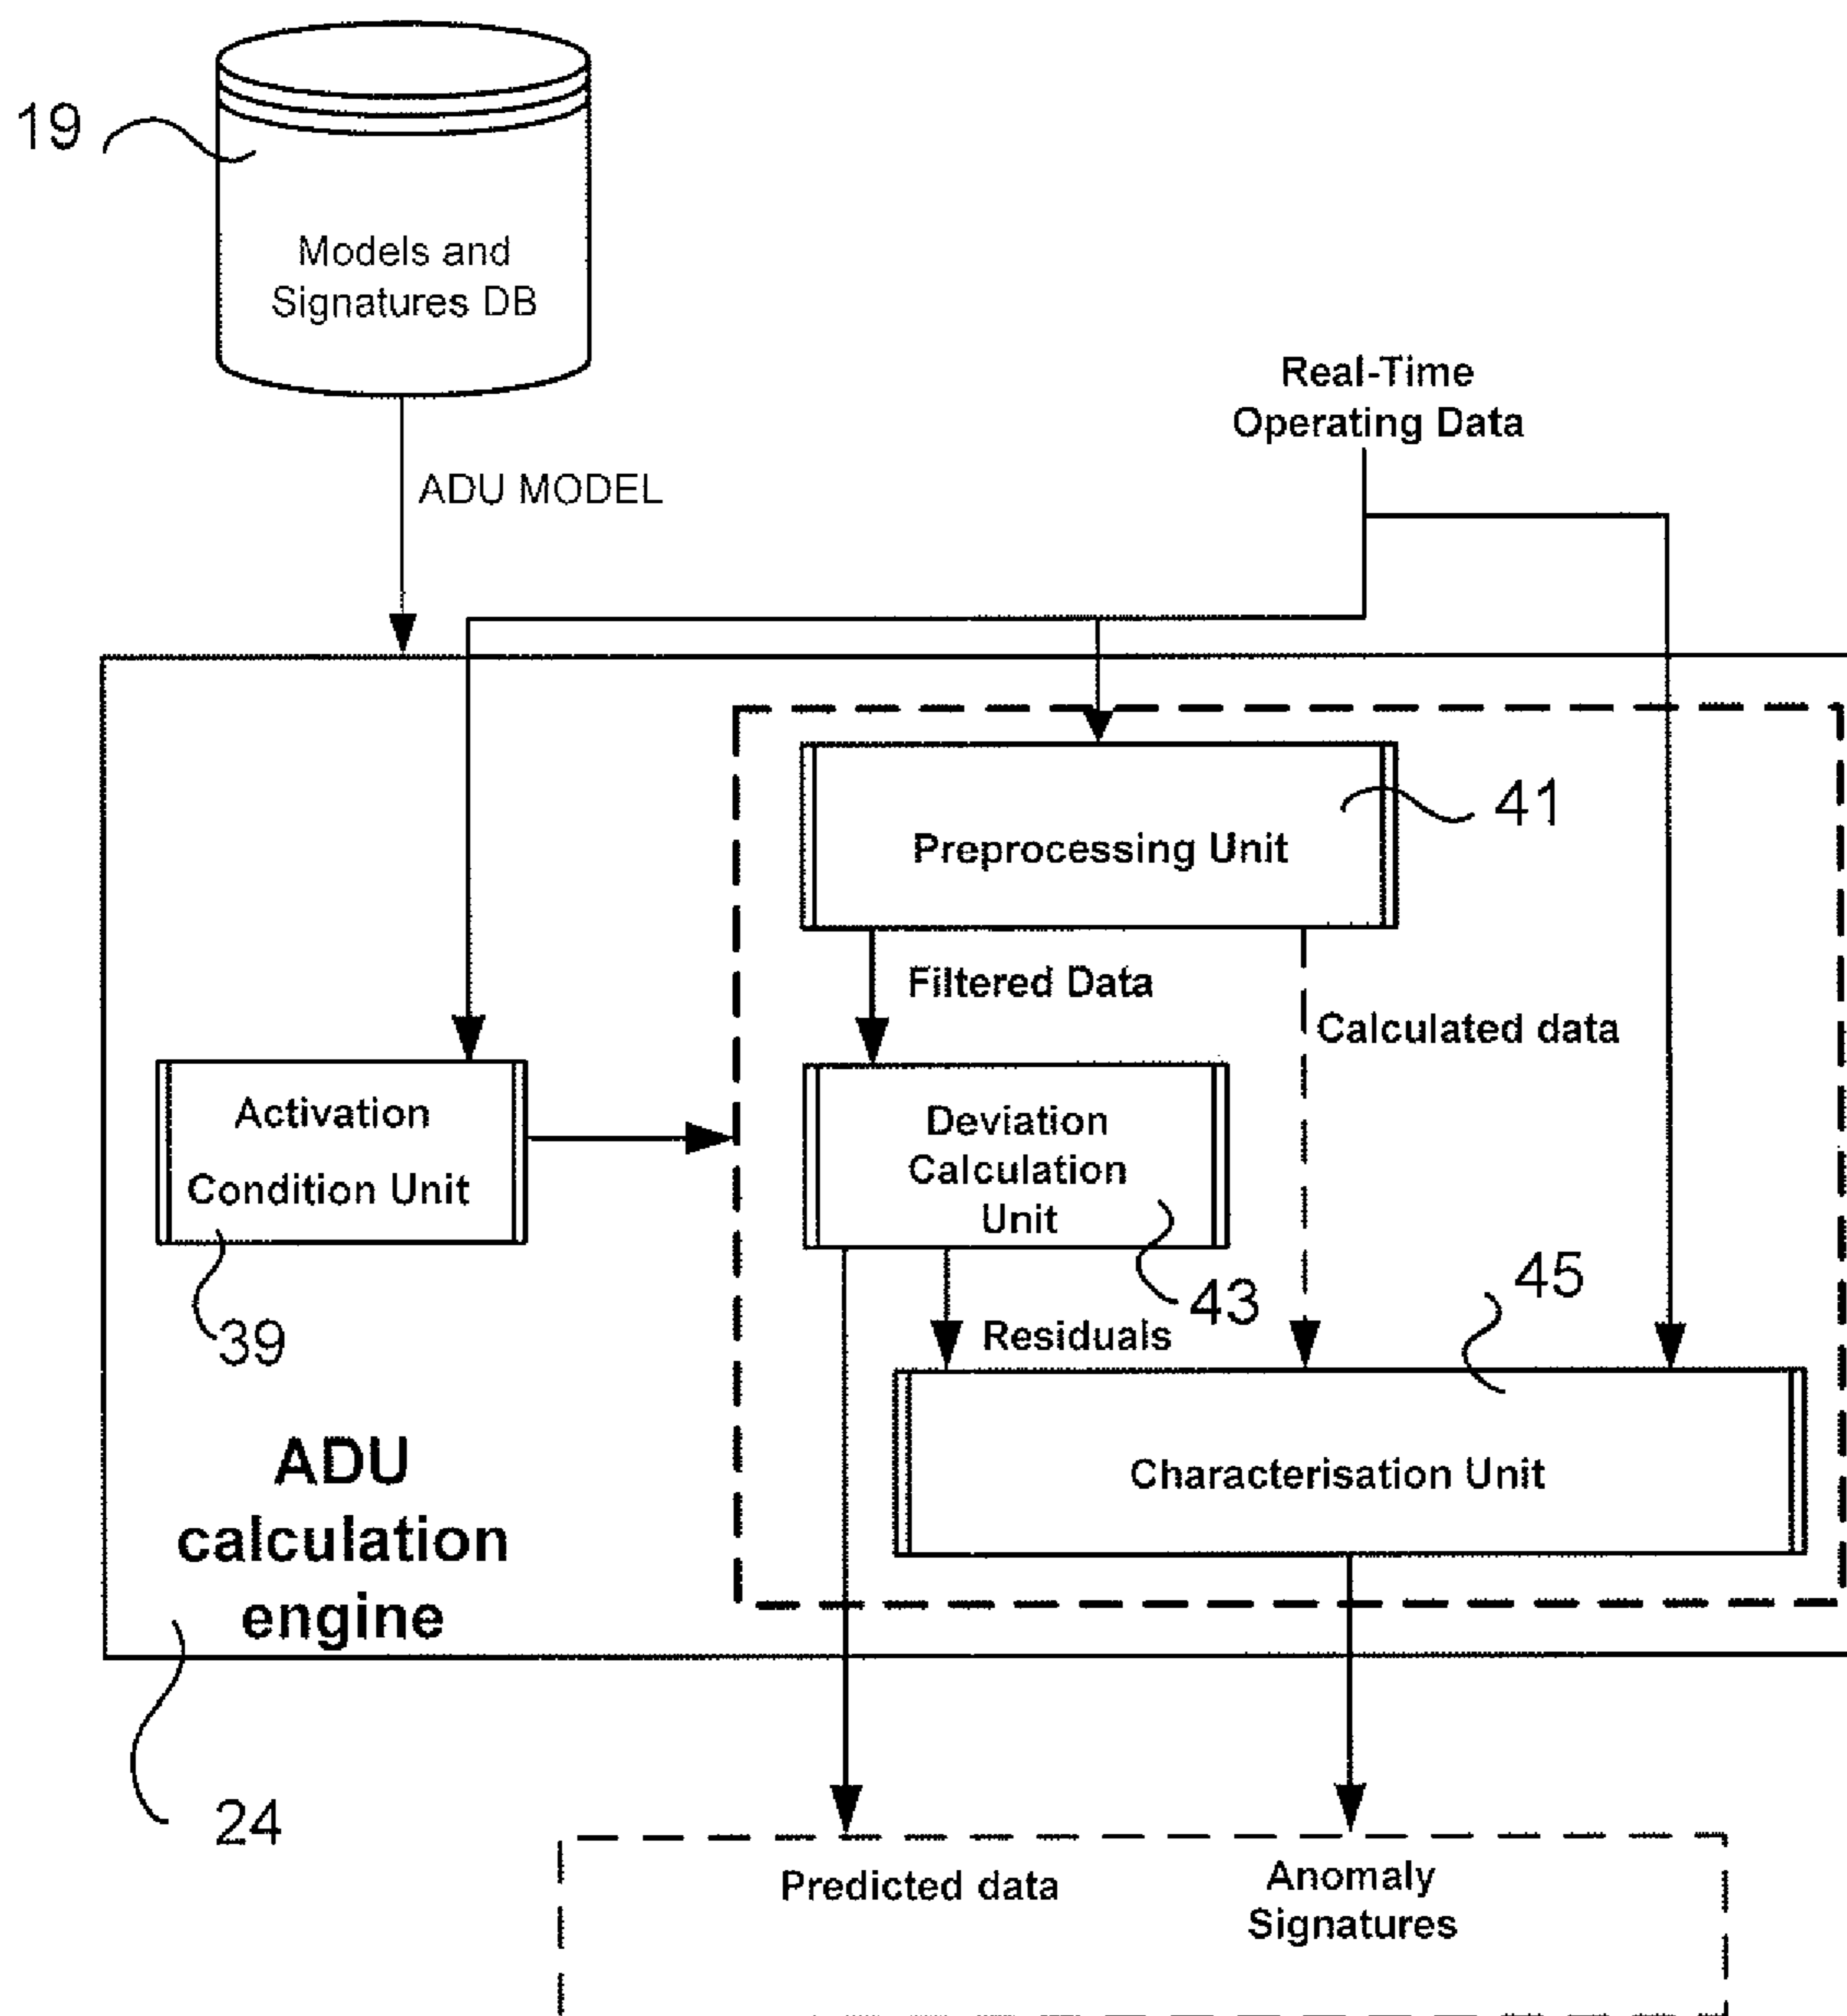 19
Models and
Signatures DB
Real-Time
Operating Data
ADU MODEL
Preprocessing Unit
41
Filtered Data
Calculated data
Activation
Condition Unit
39
Deviation
Calculation
Unit
43
45
Residuals
Characterisation Unit
ADU
calculation
engine
24
Predicted data
Anomaly
Signatures